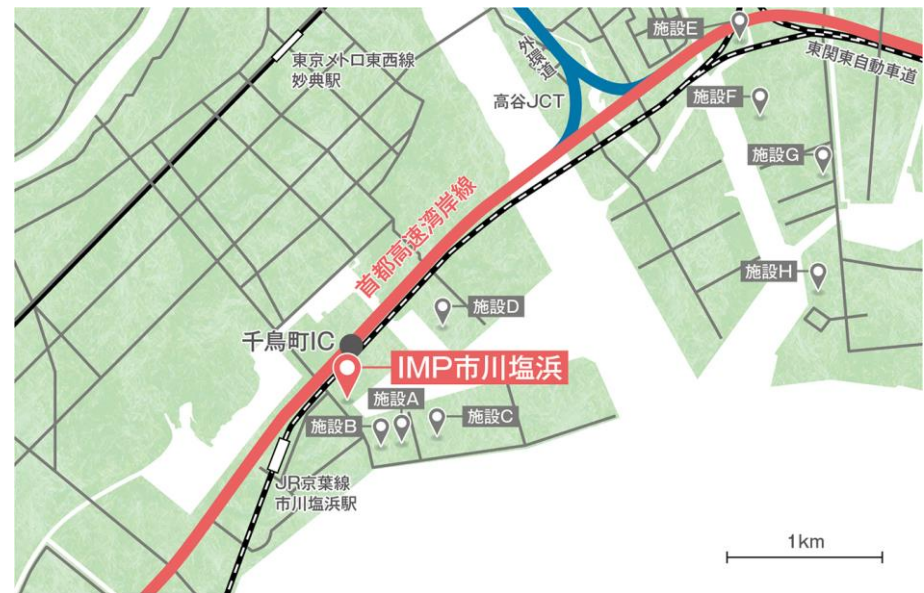 施設E
東京メトロ東西線
妙典駅
外環道
東関東自動車道
高谷JCT
施設F
施設G
首都高速湾岸線
施設H
施設D
千鳥町IC
IMP市川塩浜
施設A
施設B
施設C
JR京葉線
市川塩浜駅
1km